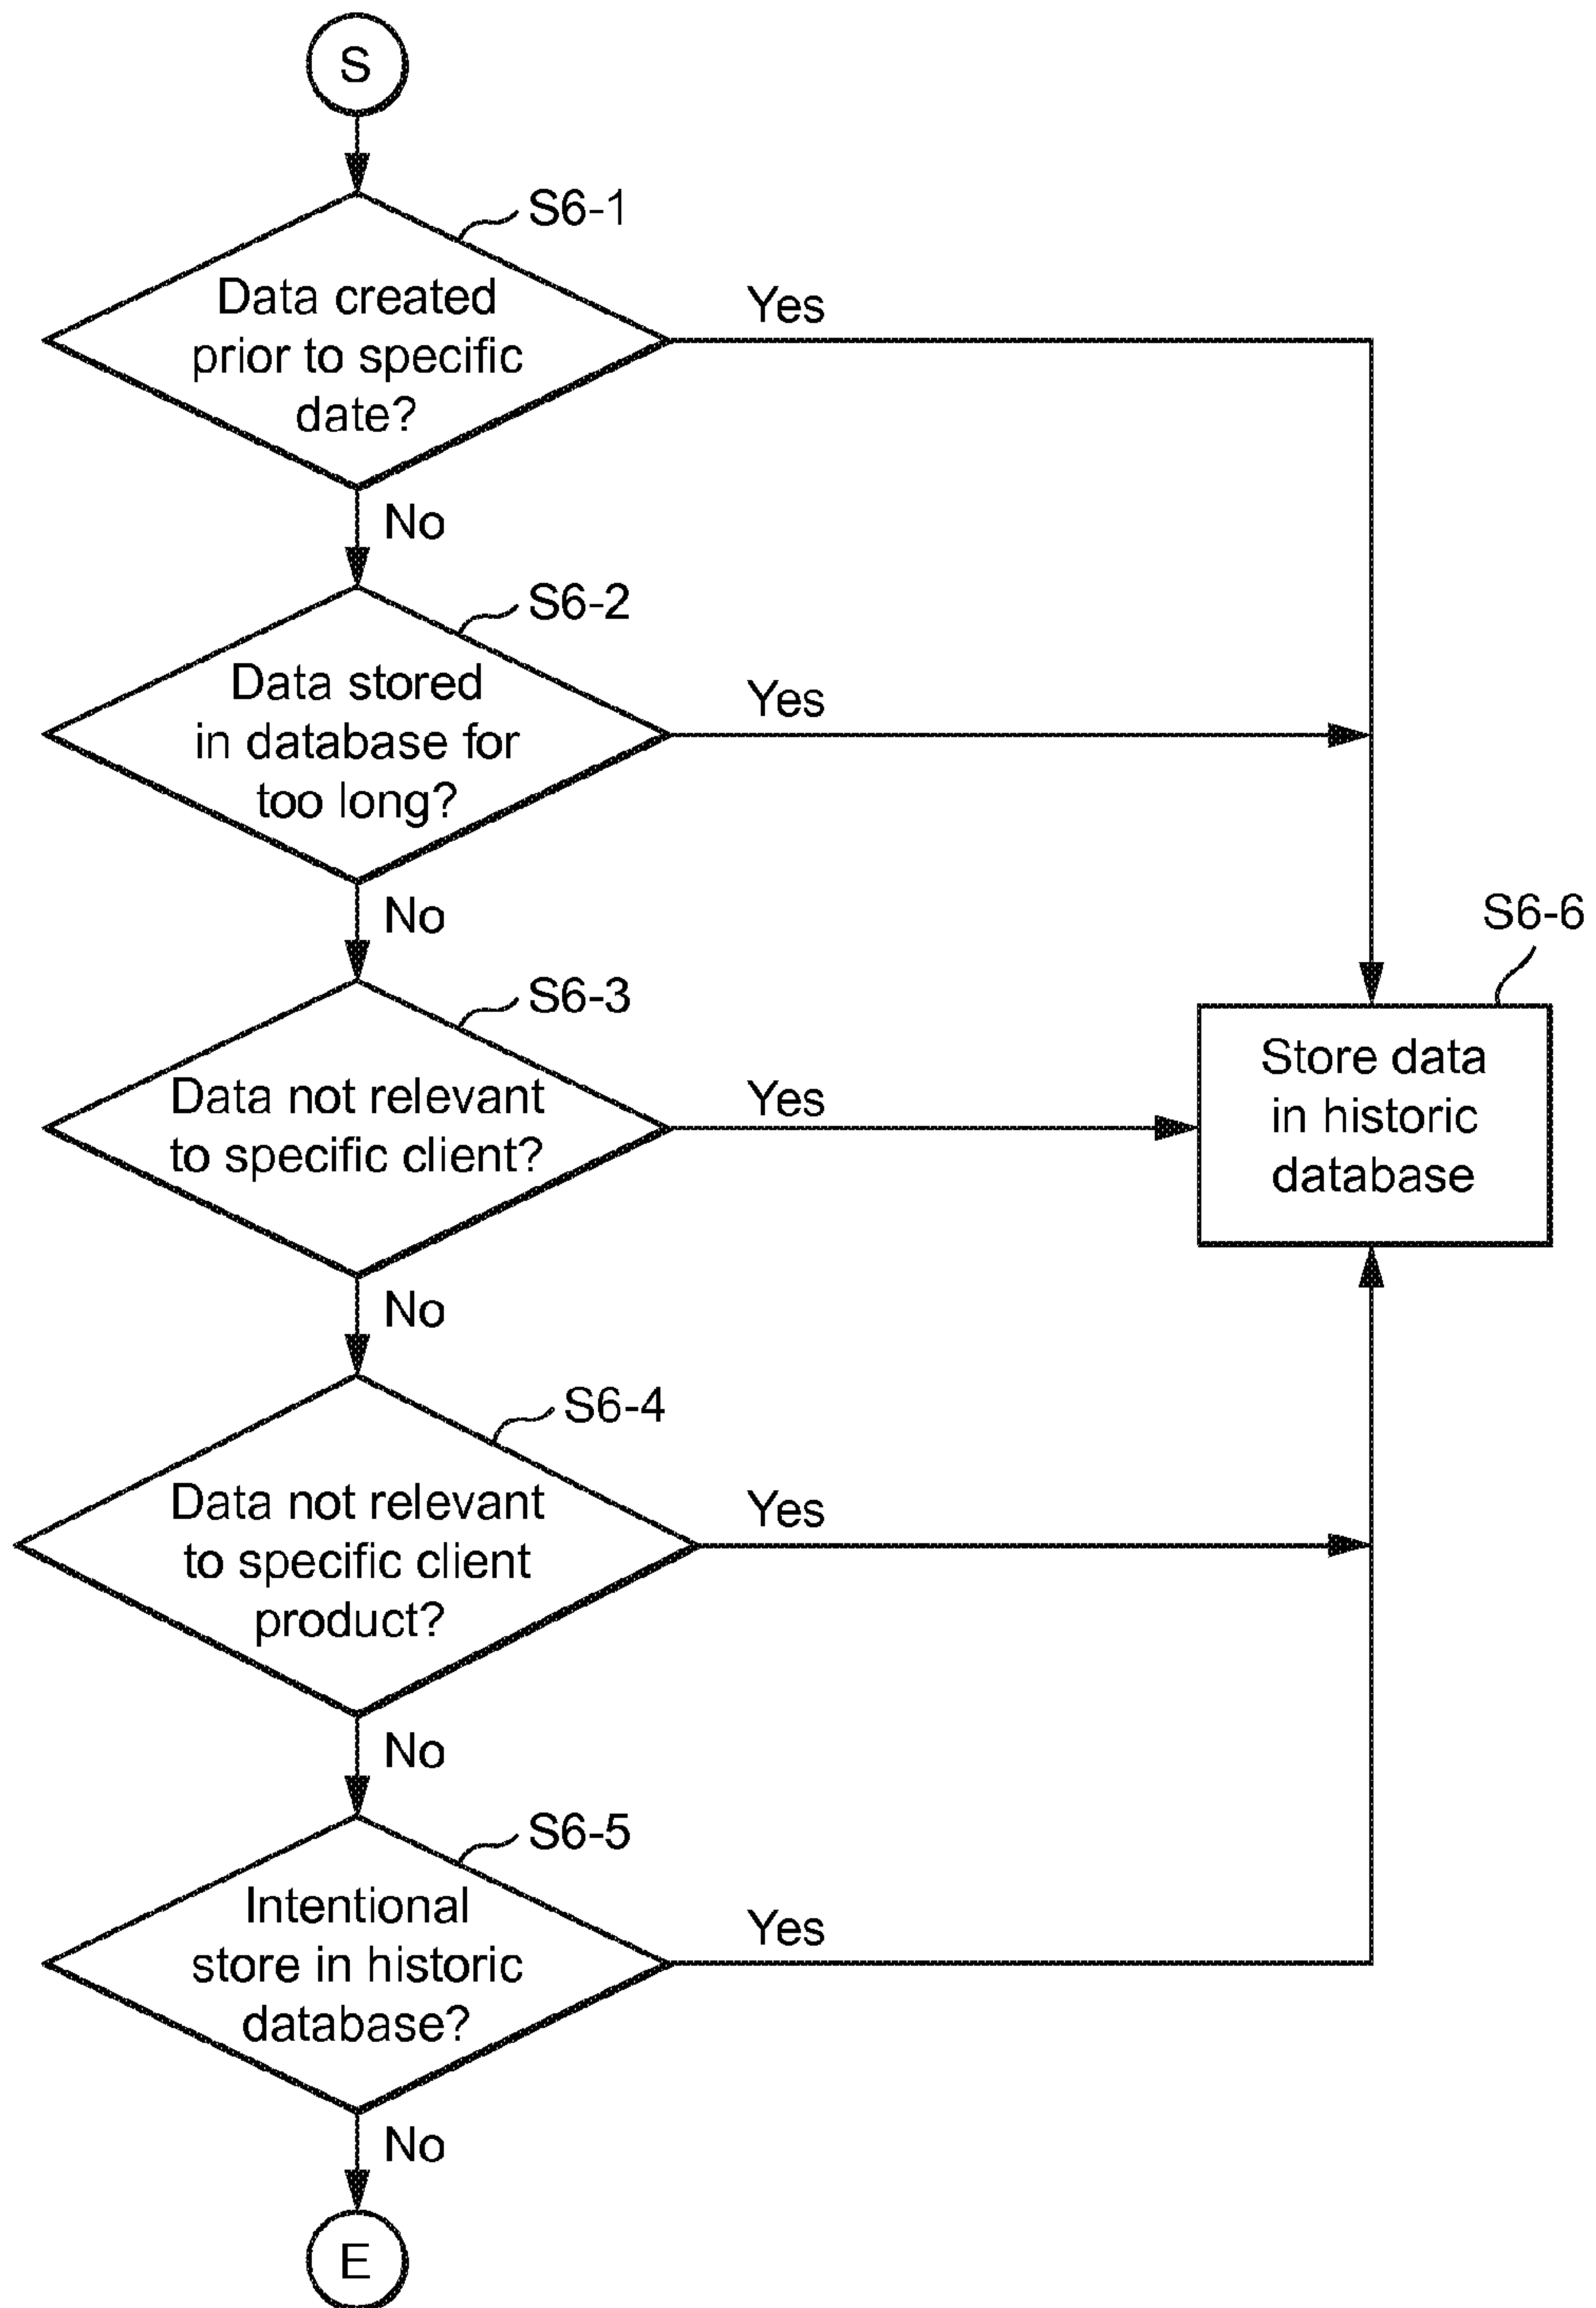 S
S6-1
Data created
prior to specific
date?
Yes
No
S6-2
Data stored
in database for
too long?
Yes
No
S6-3
Data not relevant
to specific client?
Yes
No
S6-6
Store data
in historic
database
S6-4
Data not relevant
to specific client
product?
Yes
No
S6-5
Intentional
store in historic
database?
Yes
No
E